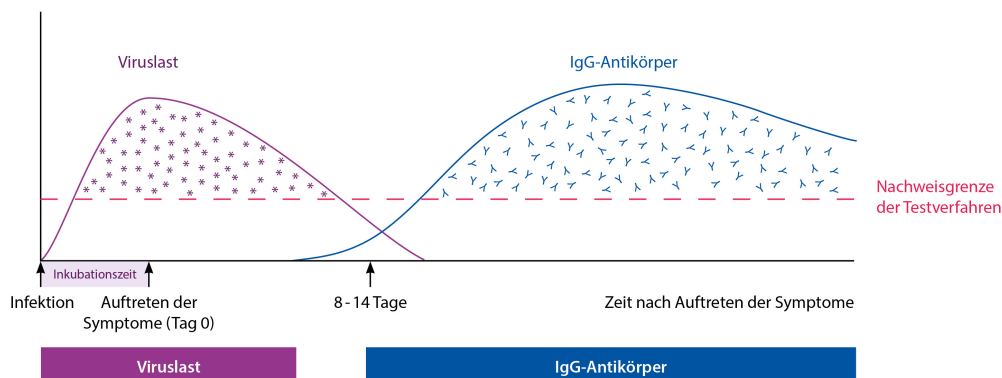 Viruslast
IgG-Antikörper
Nachweisgrenze
der Testverfahren
Inkubationszeit
Infektion
Auftreten der
Symptome (Tag 0)
8 - 14 Tage
Zeit nach Auftreten der Symptome
Viruslast
IgG-Antikörper